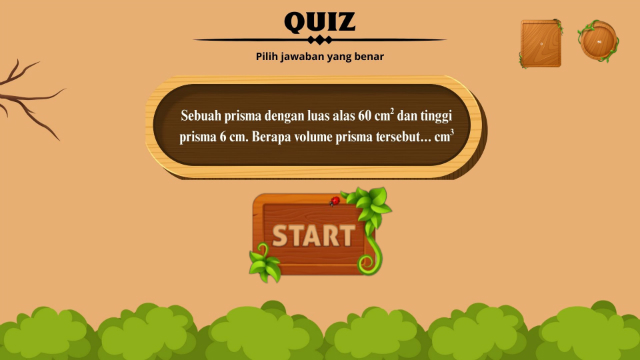 QUIZ
Pilih jawaban yang benar
Sebuah prisma dengan luas alas 60 cm² dan tinggi
prisma 6 cm. Berapa volume prisma tersebut... cm³
START